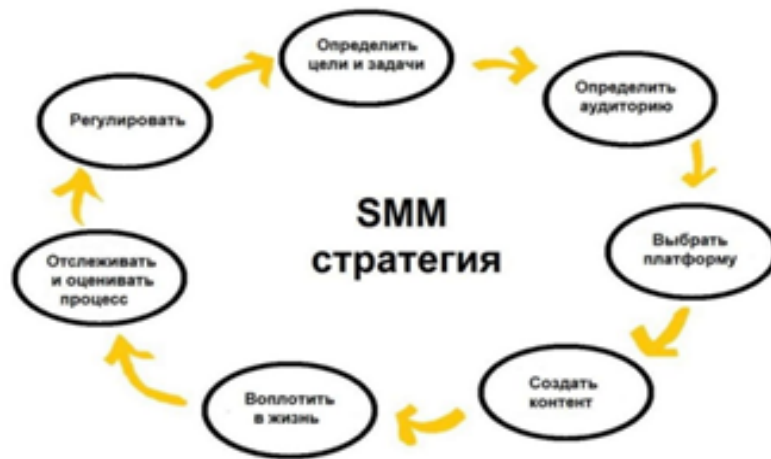 Определить
цели и задачи
Определить
аудиторию
Выбрать
платформу
Создать
контент
Воплотить
в жизнь
Отслеживать
и оценивать
процесс
Регулировать
SMM
стратегия